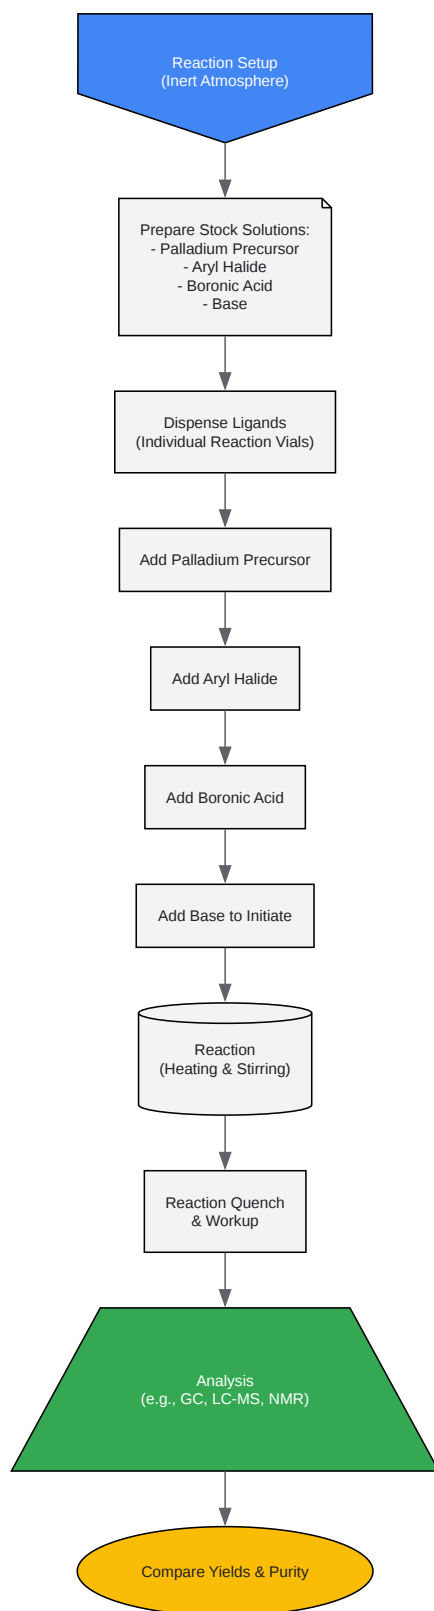 Reaction Setup
(Inert Atmosphere)
Prepare Stock Solutions:
- Palladium Precursor
- Aryl Halide
- Boronic Acid
- Base
Dispense Ligands
(Individual Reaction Vials)
Add Palladium Precursor
Add Aryl Halide
Add Boronic Acid
Add Base to Initiate
Reaction
(Heating & Stirring)
Reaction Quench
& Workup
Analysis
(e.g., GC, LC-MS, NMR)
Compare Yields & Purity